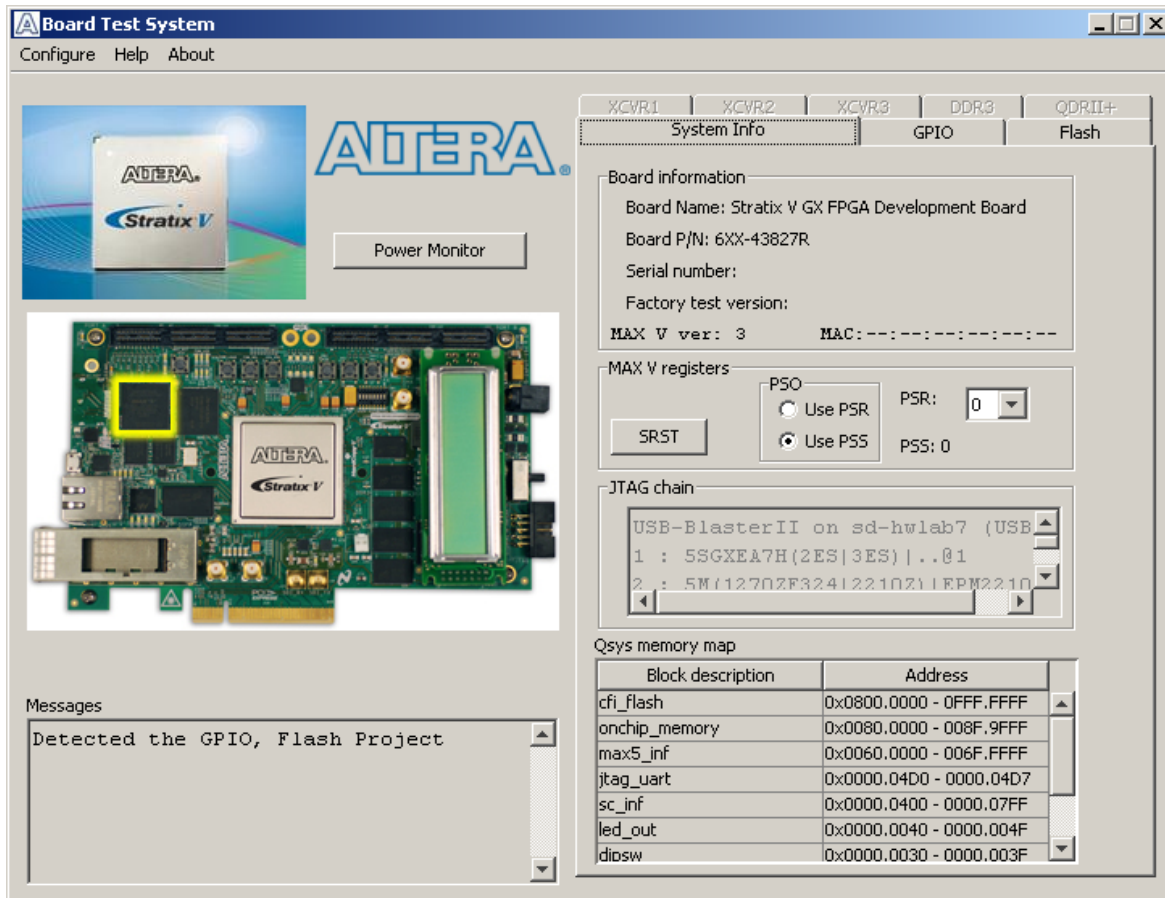 Board Test System
Configure Help About
ALTERA®
Stratix V
ALTERA®
Power Monitor
ALTERA
Stratix V
Messages
Detected the GPIO, Flash Project
XCVR1 XCVR2 XCVR3 DDR3 QDRII+
System Info GPIO Flash
Board information
Board Name: Stratix V GX FPGA Development Board
Board P/N: 6XX-43827R
Serial number:
Factory test version:
MAX V ver: 3 MAC:--:--:--:--:--:--
MAX V registers
SRST
PSO
Use PSR
Use PSS
PSR: 0
PSS: 0
JTAG chain
USB-BlasterII on sd-hwlab7 (USB
1 : 5SGXEA7H(2ES|3ES)|..@1
2 : 5M(1270ZF324|2210Z)|EPM2210
Qsys memory map
Block description Address
cfi_flash 0x0800.0000 - 0FFF.FFFF
onchip_memory 0x0080.0000 - 008F.9FFF
max5_inf 0x0060.0000 - 006F.FFFF
jtag_uart 0x0000.04D0 - 0000.04D7
sc_inf 0x0000.0400 - 0000.07FF
led_out 0x0000.0040 - 0000.004F
dipsw 0x0000.0030 - 0000.003F